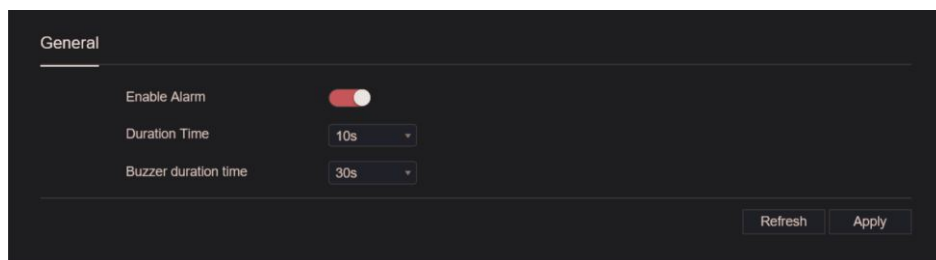 General
Enable Alarm
Duration Time 10s
Buzzer duration time 30s
Refresh Apply